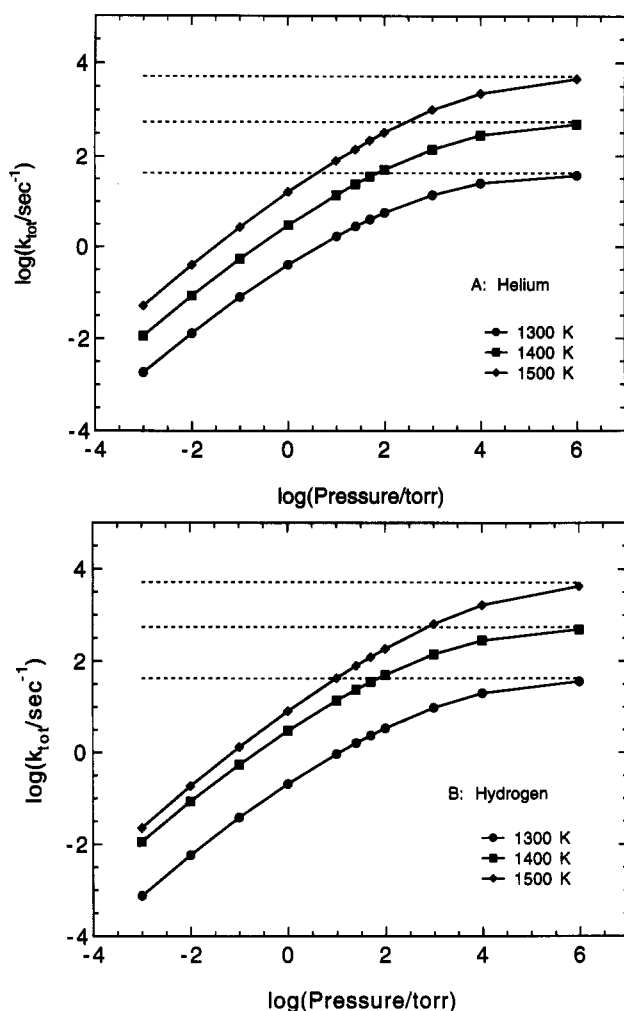 4
2
0
-2
-4
log(k_tot/sec^-1)
A: Helium
1300 K
1400 K
1500 K
-4 -2 0 2 4 6
log(Pressure/torr)
4
2
0
-2
-4
log(k_tot/sec^-1)
B: Hydrogen
1300 K
1400 K
1500 K
-4 -2 0 2 4 6
log(Pressure/torr)